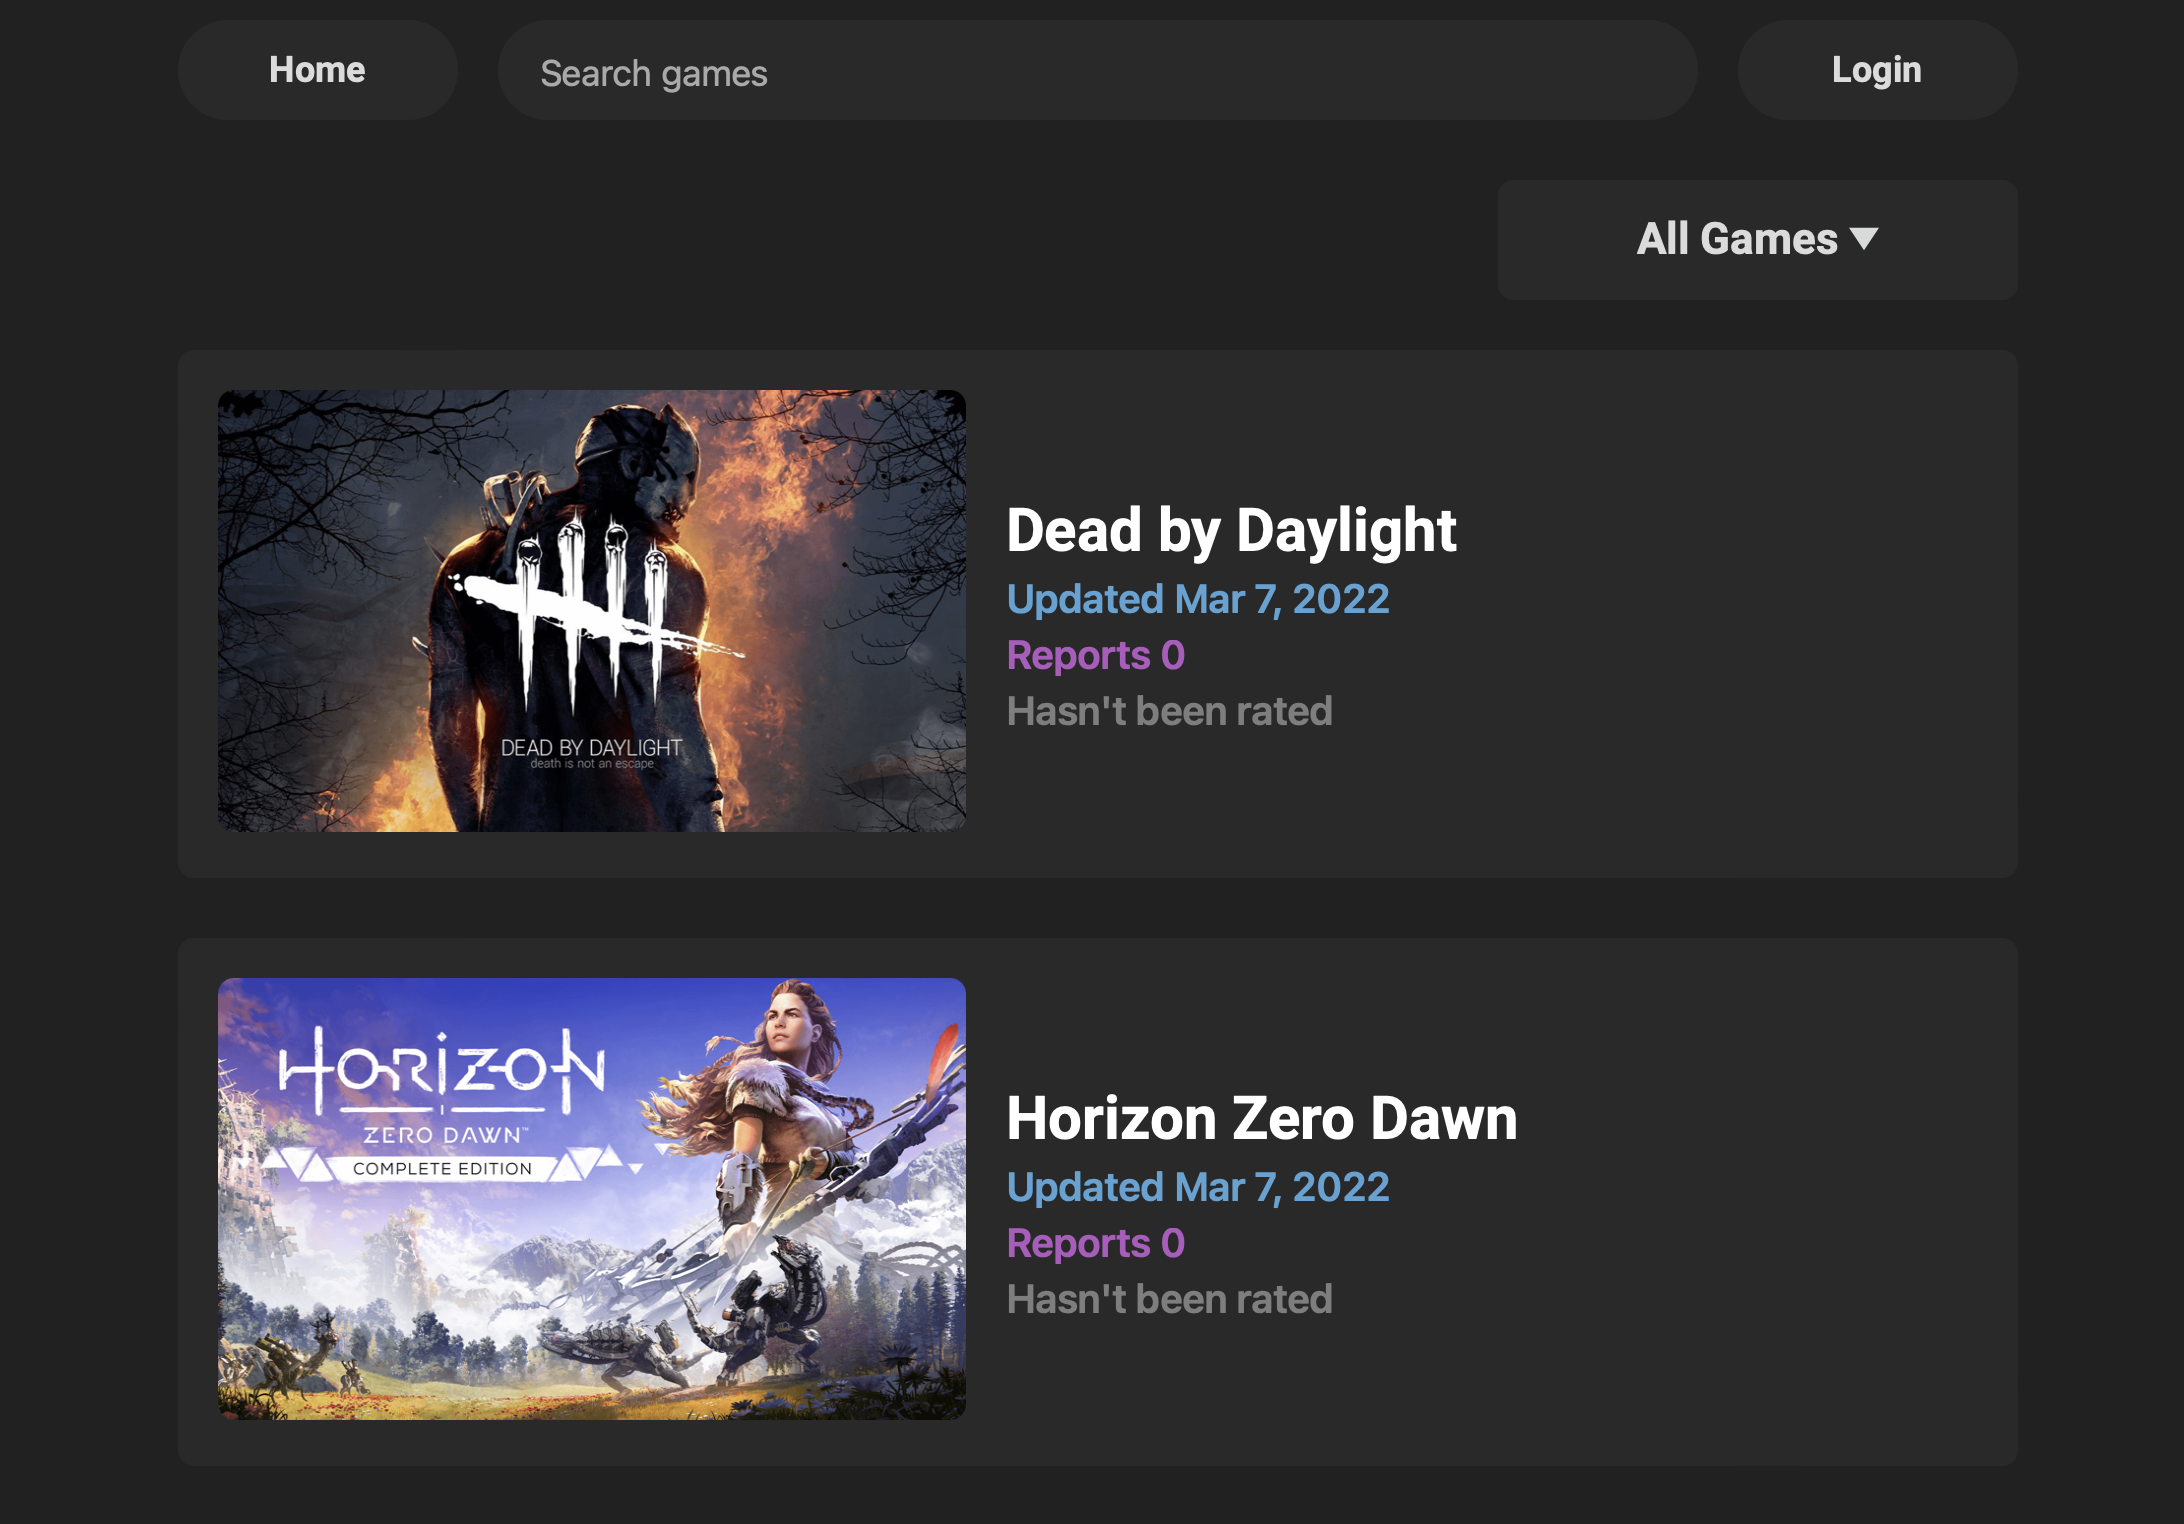 Home
Search games
Login
All Games ▼
DEAD BY DAYLIGHT
death is not an escape
Dead by Daylight
Updated Mar 7, 2022
Reports 0
Hasn't been rated
HORIZON
ZERO DAWN™
COMPLETE EDITION
Horizon Zero Dawn
Updated Mar 7, 2022
Reports 0
Hasn't been rated